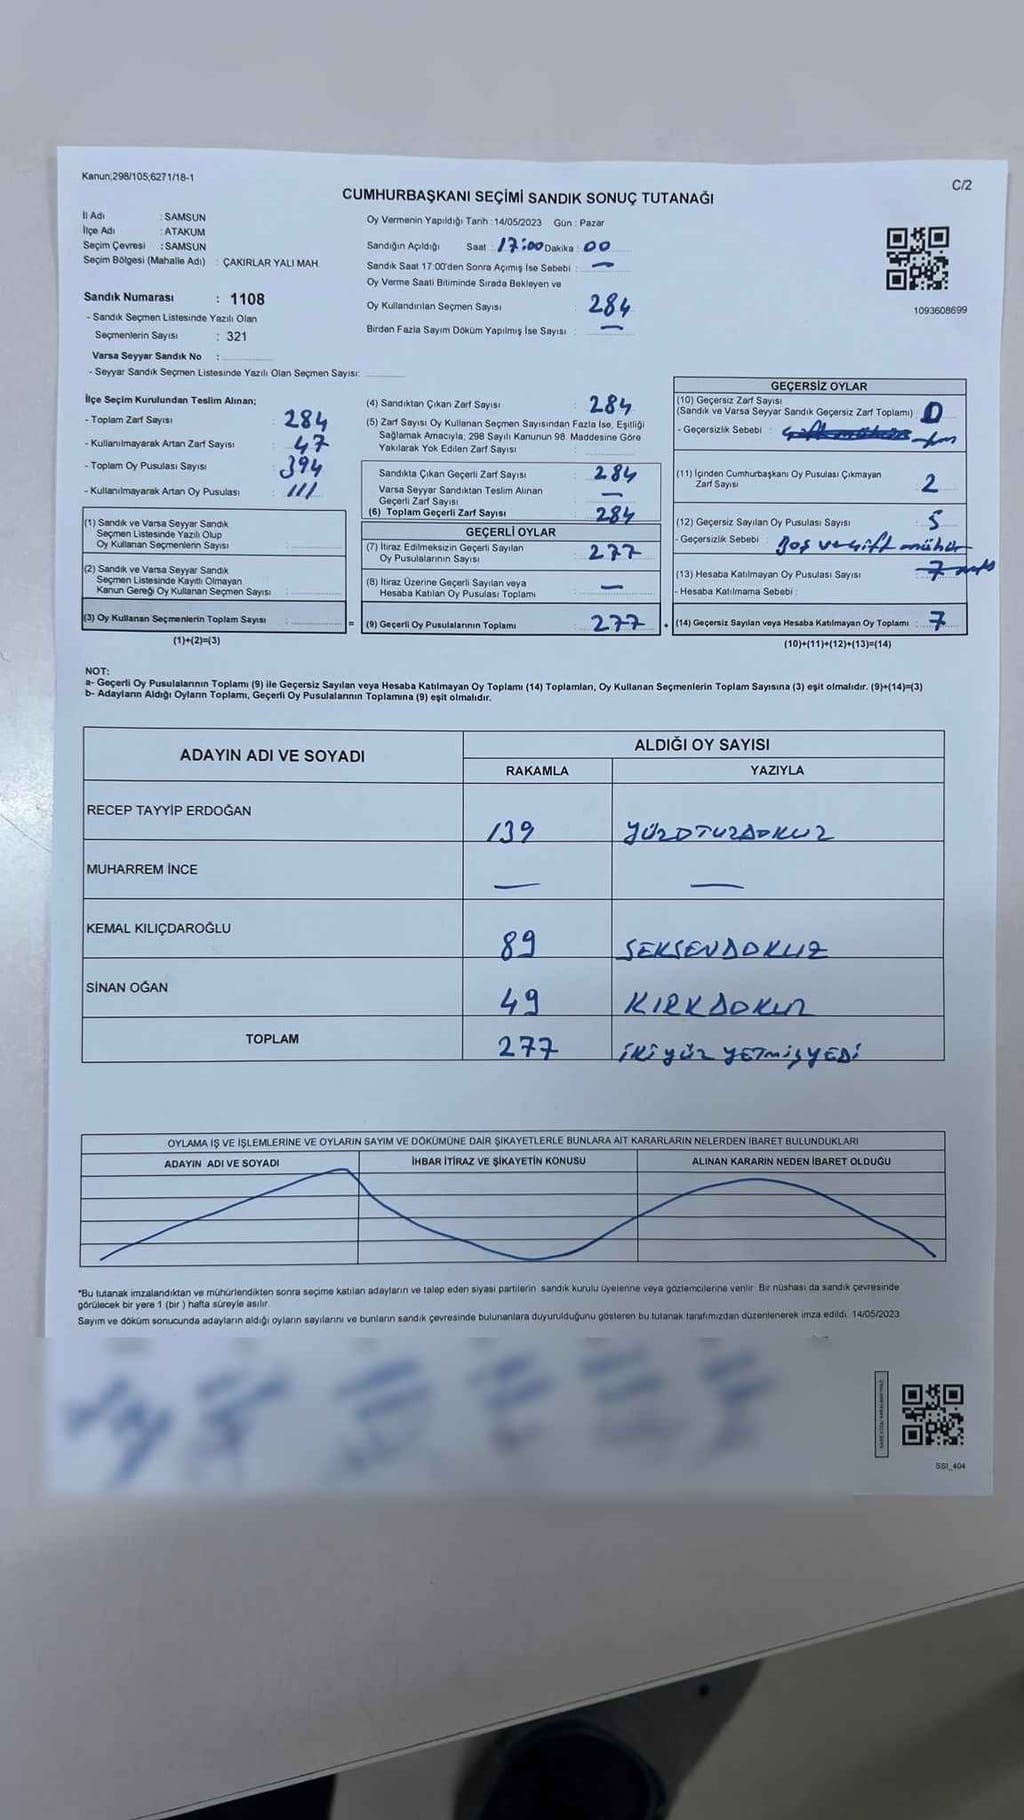 Kanun;298/105;6271/18-1
C/2
CUMHURBAŞKANI SEÇİMİ SANDIK SONUÇ TUTANAĞI
İl Adı : SAMSUN
İlçe Adı : ATAKUM
Seçim Çevresi : SAMSUN
Seçim Bölgesi (Mahalle Adı) : ÇAKIRLAR YALI MAH.
Sandık Numarası : 1108
- Sandık Seçmen Listesinde Yazılı Olan
Seçmenlerin Sayısı : 321
Varsa Seyyar Sandık No :
- Seyyar Sandık Seçmen Listesinde Yazılı Olan Seçmen Sayısı:
Oy Vermenin Yapıldığı Tarih : 14/05/2023 Gün : Pazar
Sandığın Açıldığı Saat : 17:00 Dakika : 00
Sandık Saat 17:00'den Sonra Açımış İse Sebebi : —
Oy Verme Saati Bitiminde Sırada Bekleyen ve
Oy Kullandırılan Seçmen Sayısı 284
Birden Fazla Sayım Döküm Yapılmış İse Sayısı : —
1093608699
İlçe Seçim Kurulundan Teslim Alınan;
- Toplam Zarf Sayısı : 284
- Kullanılmayarak Artan Zarf Sayısı : 47
- Toplam Oy Pusulası Sayısı : 394
- Kullanılmayarak Artan Oy Pusulası : 111
(1) Sandık ve Varsa Seyyar Sandık
Seçmen Listesinde Yazılı Olup
Oy Kullanan Seçmenlerin Sayısı :
(2) Sandık ve Varsa Seyyar Sandık
Seçmen Listesinde Kayıtlı Olmayan
Kanun Gereği Oy Kullanan Seçmen Sayısı :
(3) Oy Kullanan Seçmenlerin Toplam Sayısı : =
(1)+(2)=(3)
(4) Sandıktan Çıkan Zarf Sayısı : 284
(5) Zarf Sayısı Oy Kullanan Seçmen Sayısından Fazla İse, Eşitliği
Sağlamak Amacıyla; 298 Sayılı Kanunun 98. Maddesine Göre
Yakılarak Yok Edilen Zarf Sayısı :
Sandıkta Çıkan Geçerli Zarf Sayısı : 284
Varsa Seyyar Sandıktan Teslim Alınan
Geçerli Zarf Sayısı : —
(6) Toplam Geçerli Zarf Sayısı : 284
GEÇERLİ OYLAR
(7) İtiraz Edilmeksizin Geçerli Sayılan
Oy Pusulalarının Sayısı : 277
(8) İtiraz Üzerine Geçerli Sayılan veya
Hesaba Katılan Oy Pusulası Toplamı : —
(9) Geçerli Oy Pusulalarının Toplamı : 277 +
GEÇERSİZ OYLAR
(10) Geçersiz Zarf Sayısı
(Sandık ve Varsa Seyyar Sandık Geçersiz Zarf Toplamı) : 0
- Geçersizlik Sebebi :
(11) İçinden Cumhurbaşkanı Oy Pusulası Çıkmayan
Zarf Sayısı 2
(12) Geçersiz Sayılan Oy Pusulası Sayısı : 5
- Geçersizlik Sebebi : Boş ve çift mühür
(13) Hesaba Katılmayan Oy Pusulası Sayısı : 7
- Hesaba Katılmama Sebebi :
(14) Geçersiz Sayılan veya Hesaba Katılmayan Oy Toplamı : 7
(10)+(11)+(12)+(13)=(14)
NOT:
a- Geçerli Oy Pusulalarının Toplamı (9) ile Geçersiz Sayılan veya Hesaba Katılmayan Oy Toplamı (14) Toplamları, Oy Kullanan Seçmenlerin Toplam Sayısına (3) eşit olmalıdır. (9)+(14)=(3)
b- Adayların Aldığı Oyların Toplamı, Geçerli Oy Pusulalarının Toplamına (9) eşit olmalıdır.
ADAYIN ADI VE SOYADI
ALDIĞI OY SAYISI
RAKAMLA YAZIYLA
RECEP TAYYİP ERDOĞAN 139 YÜZOTUZDOKUZ
MUHARREM İNCE — —
KEMAL KILIÇDAROĞLU 89 SEKSENDOKUZ
SİNAN OĞAN 49 KIRKDOKUZ
TOPLAM 277 İKİYÜZ YETMİŞYEDİ
OYLAMA İŞ VE İŞLEMLERİNE VE OYLARIN SAYIM VE DÖKÜMÜNE DAİR ŞİKAYETLERLE BUNLARA AİT KARARLARIN NELERDEN İBARET BULUNDUKLARI
ADAYIN ADI VE SOYADI İHBAR İTİRAZ VE ŞİKAYETİN KONUSU ALINAN KARARIN NEDEN İBARET OLDUĞU
*Bu tutanak imzalandıktan ve mühürlendikten sonra seçime katılan adayların ve talep eden siyasi partilerin sandık kurulu üyelerine veya gözlemcilerine verilir. Bir nüshası da sandık çevresinde
görülecek bir yere 1 (bir) hafta süreyle asılır.
Sayım ve döküm sonucunda adayların aldığı oyların sayılarını ve bunların sandık çevresinde bulunanlara duyurulduğunu gösteren bu tutanak tarafımızdan düzenlenerek imza edildi. 14/05/2023
SSI_404